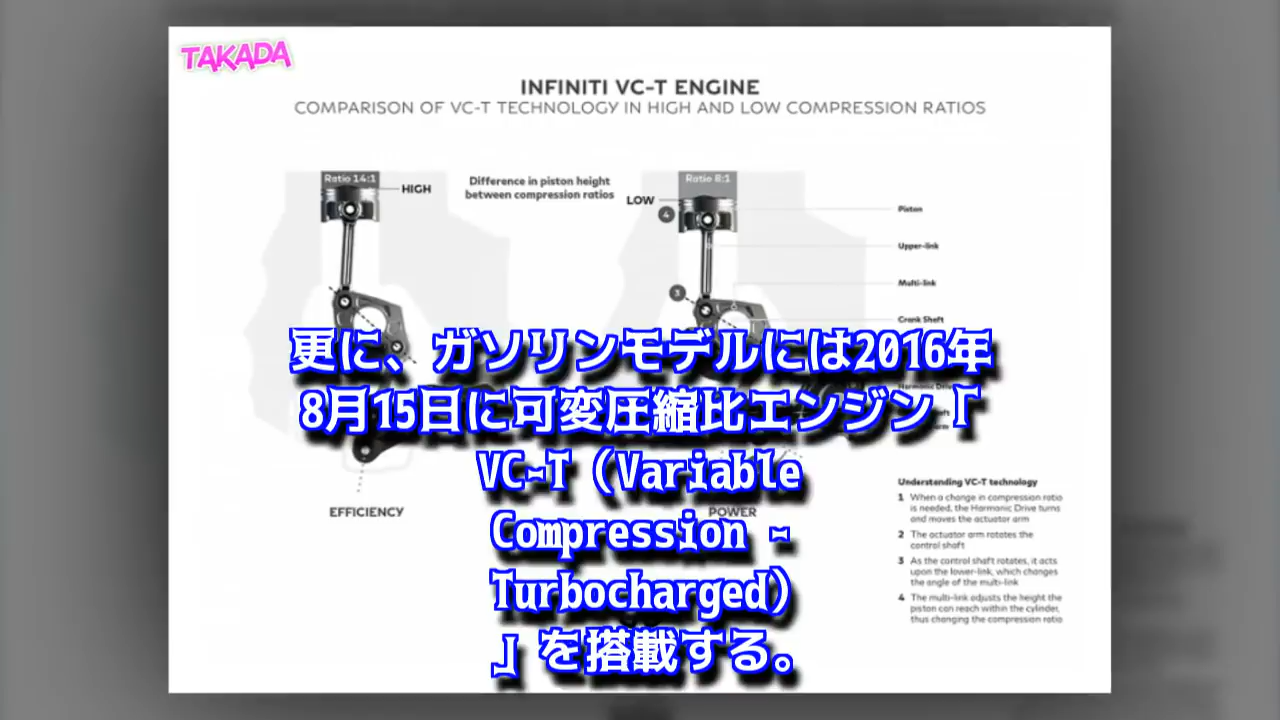 TAKADA
INFINITI VC-T ENGINE
COMPARISON OF VC-T TECHNOLOGY IN HIGH AND LOW COMPRESSION RATIOS
Ratio 14:1
HIGH
Difference in piston height
between compression ratios
Ratio 8:1
LOW
4
Piston
Upper-link
3
Multi-link
Crank Shaft
更に、ガソリンモデルには2016年
8月15日に可変圧縮比エンジン「
VC-T（Variable
Compression -
Turbocharged）
」を搭載する。
Harmonic
EFFICIENCY
POWER
Understanding VC-T technology
1 When a change in compression ratio
is needed, the Harmonic Drive turns
and moves the actuator arm
2 The actuator arm rotates the
control shaft
3 As the control shaft rotates, it acts
upon the lower-link, which changes
the angle of the multi-link
4 The multi-link adjusts the height the
piston can reach within the cylinder,
thus changing the compression ratio